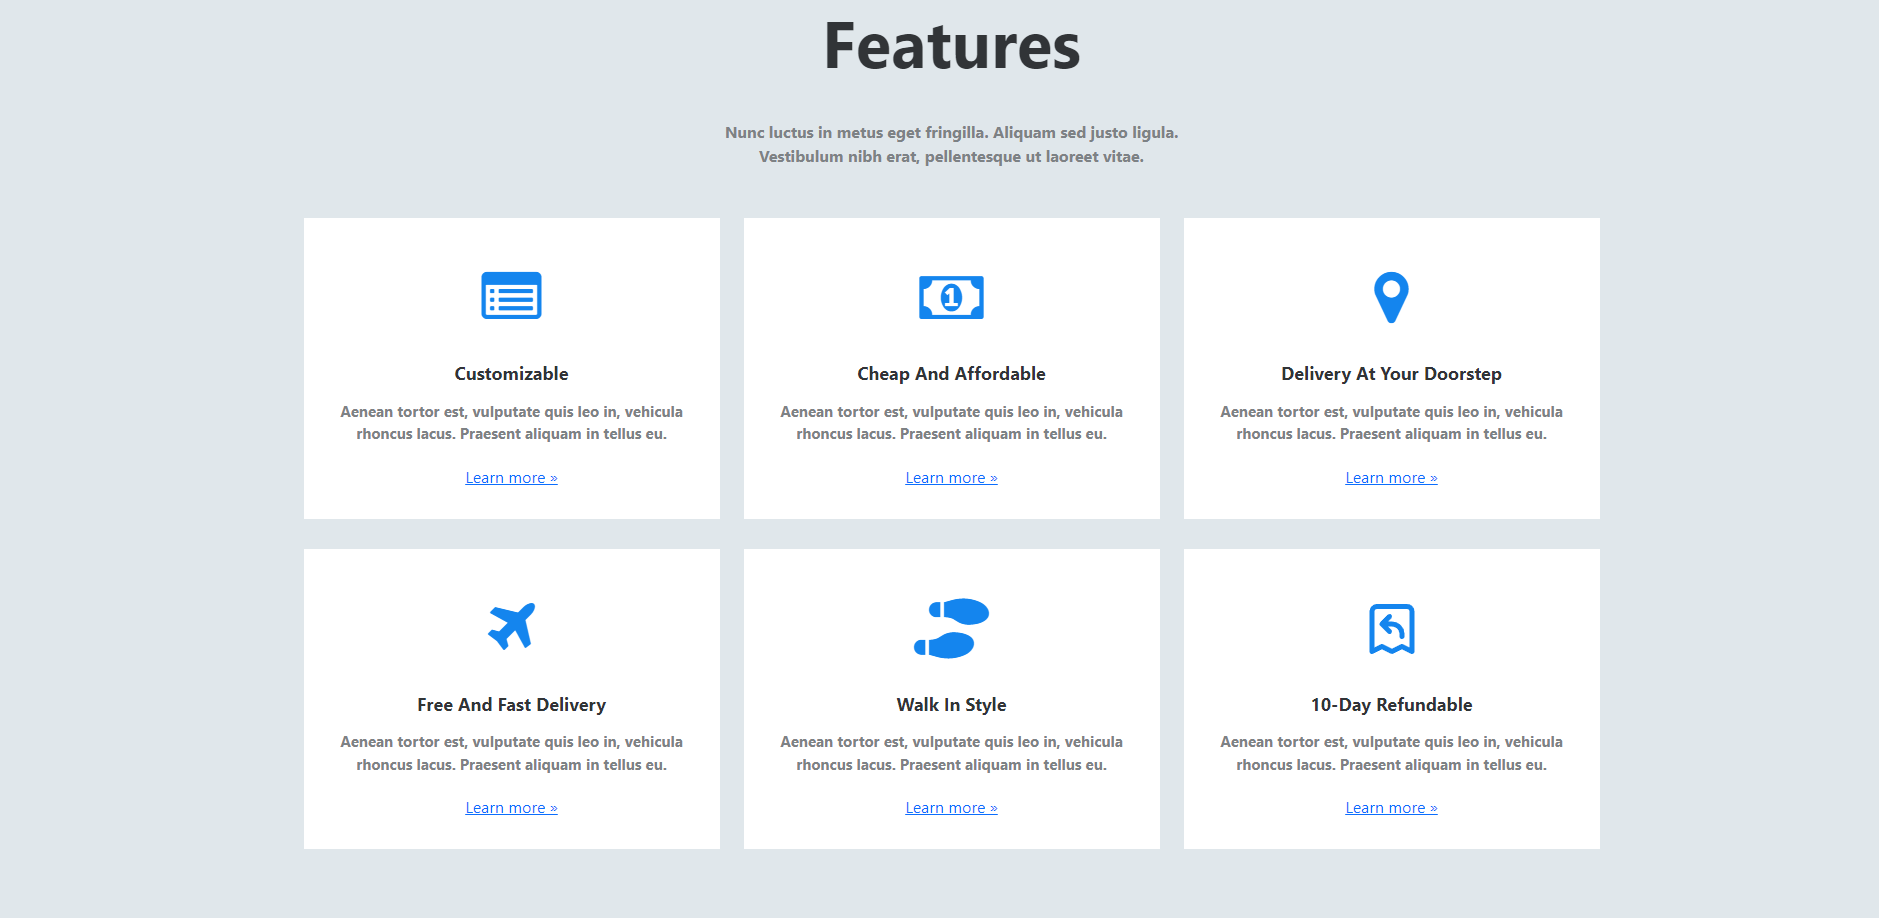 Features
Nunc luctus in metus eget fringilla. Aliquam sed justo ligula.
Vestibulum nibh erat, pellentesque ut laoreet vitae.
1
Customizable
Aenean tortor est, vulputate quis leo in, vehicula
rhoncus lacus. Praesent aliquam in tellus eu.
Learn more »
Cheap And Affordable
Aenean tortor est, vulputate quis leo in, vehicula
rhoncus lacus. Praesent aliquam in tellus eu.
Learn more »
Delivery At Your Doorstep
Aenean tortor est, vulputate quis leo in, vehicula
rhoncus lacus. Praesent aliquam in tellus eu.
Learn more »
Free And Fast Delivery
Aenean tortor est, vulputate quis leo in, vehicula
rhoncus lacus. Praesent aliquam in tellus eu.
Learn more »
Walk In Style
Aenean tortor est, vulputate quis leo in, vehicula
rhoncus lacus. Praesent aliquam in tellus eu.
Learn more »
10-Day Refundable
Aenean tortor est, vulputate quis leo in, vehicula
rhoncus lacus. Praesent aliquam in tellus eu.
Learn more »